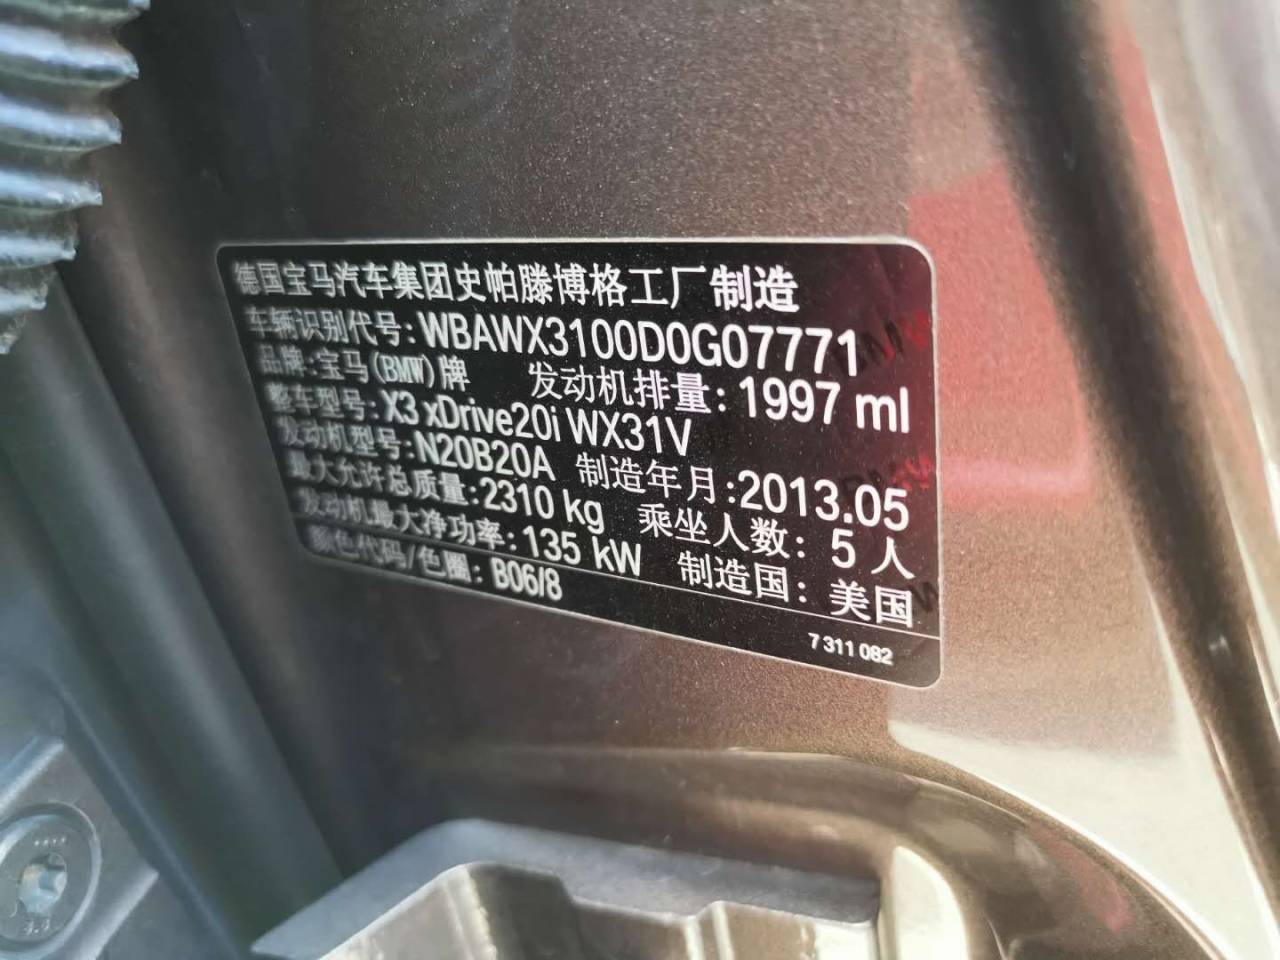 德国宝马汽车集团史帕滕博格工厂制造
车辆识别代号:WBAWX3100D0G07771
品牌:宝马(BMW)牌 发动机排量:1997 ml
整车型号:X3 xDrive20i WX31V
发动机型号:N20B20A 制造年月:2013.05
最大允许总质量:2310 kg 乘坐人数:5人
发动机最大净功率:135 kW 制造国:美国
颜色代码/色圈:B06/8
7 311 082